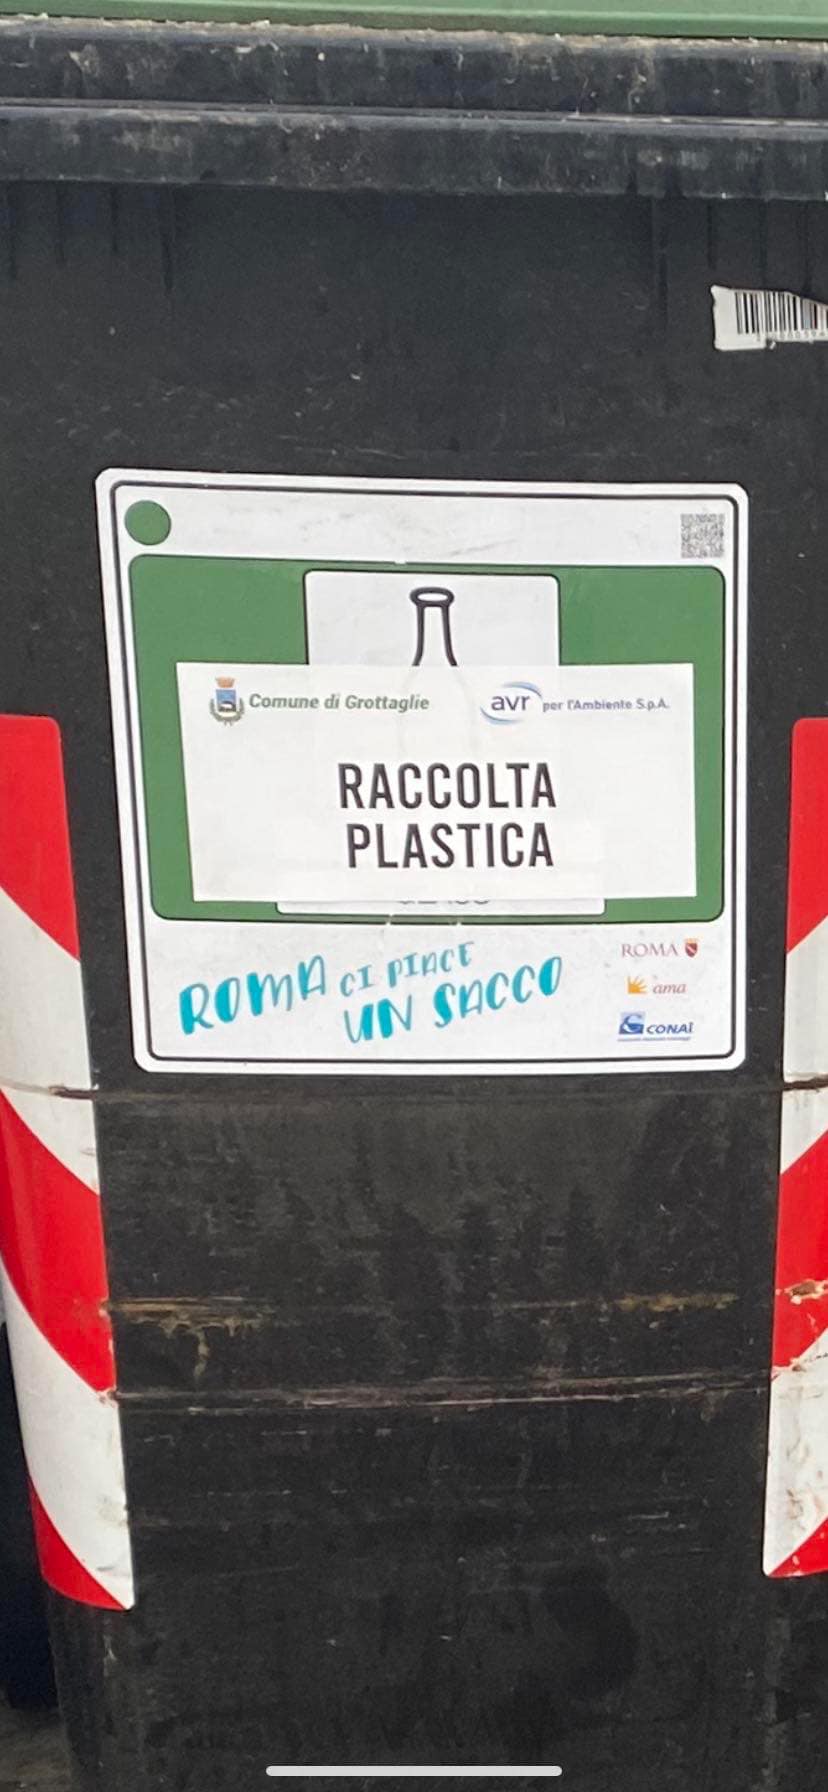 Comune di Grottaglie
avr per l'Ambiente S.p.A.
RACCOLTA
PLASTICA
ROMA CI PIACE
UN SACCO
ROMA
ama
CONAI